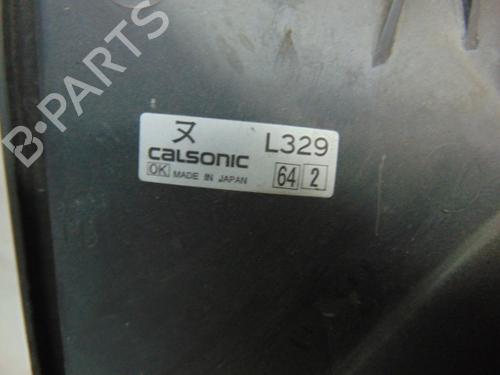 B·PARTS
ヌ
calsonic L329
OK MADE IN JAPAN 64 2